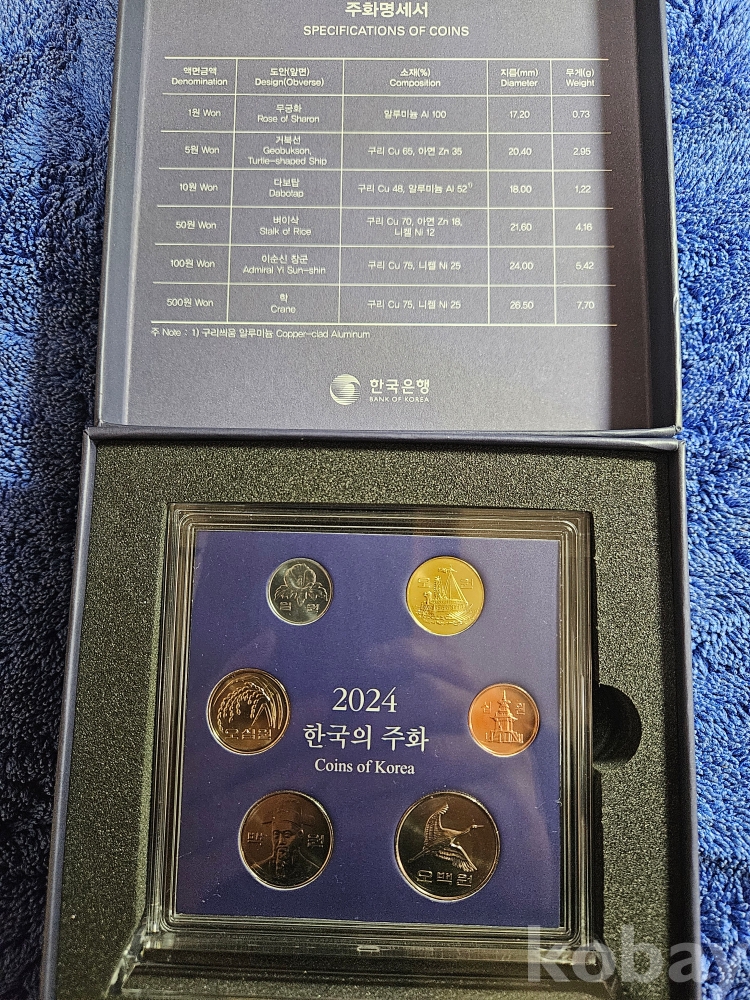 주화명세서
SPECIFICATIONS OF COINS
액면금액 도안(앞면) 소재(%) 지름(mm) 무게(g)
Denomination Design(Obverse) Composition Diameter Weight
1원 Won 무궁화 Rose of Sharon 알루미늄 Al 100 17.20 0.73
5원 Won 거북선 Geobukson, Turtle-shaped Ship 구리 Cu 65, 아연 Zn 35 20.40 2.95
10원 Won 다보탑 Dabotap 구리 Cu 48, 알루미늄 Al 52¹⁾ 18.00 1.22
50원 Won 벼이삭 Stalk of Rice 구리 Cu 70, 아연 Zn 18, 니켈 Ni 12 21.60 4.16
100원 Won 이순신 장군 Admiral Yi Sun-shin 구리 Cu 75, 니켈 Ni 25 24.00 5.42
500원 Won 학 Crane 구리 Cu 75, 니켈 Ni 25 26.50 7.70
주 Note : 1) 구리씌움 알루미늄 Copper-clad Aluminum
한국은행
BANK OF KOREA
일 원
오 원
오십원
십 원
2024
한국의 주화
Coins of Korea
백 원
오백원
kobay